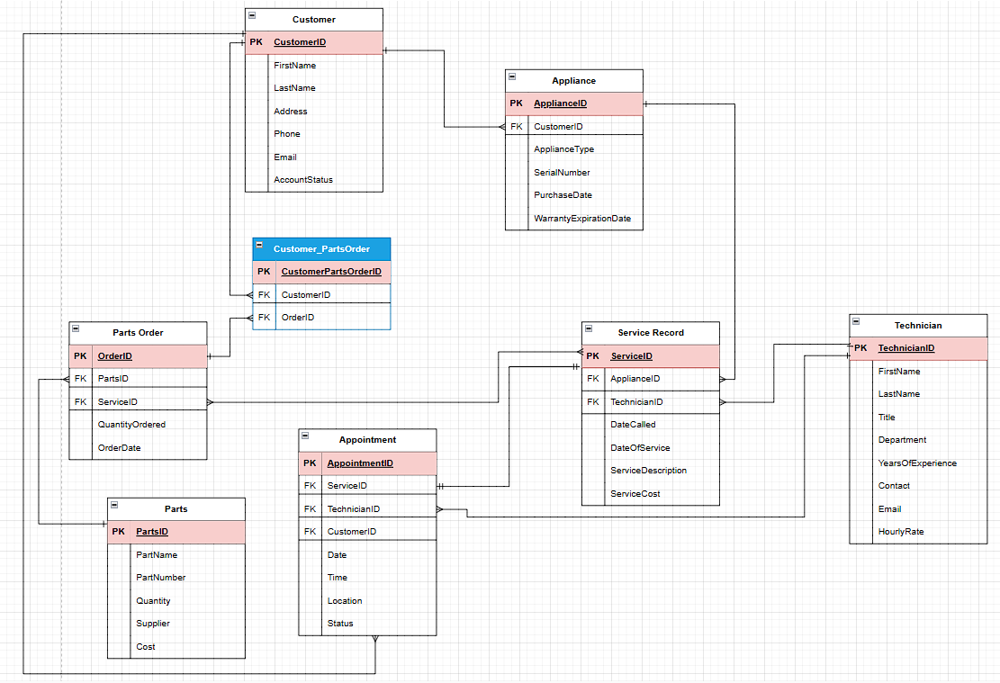 Customer
PK CustomerID
FirstName
LastName
Address
Phone
Email
AccountStatus
Appliance
PK ApplianceID
FK CustomerID
ApplianceType
SerialNumber
PurchaseDate
WarrantyExpirationDate
Customer_PartsOrder
PK CustomerPartsOrderID
FK CustomerID
FK OrderID
Parts Order
PK OrderID
FK PartsID
FK ServiceID
QuantityOrdered
OrderDate
Service Record
PK ServiceID
FK ApplianceID
FK TechnicianID
DateCalled
DateOfService
ServiceDescription
ServiceCost
Technician
PK TechnicianID
FirstName
LastName
Title
Department
YearsOfExperience
Contact
Email
HourlyRate
Appointment
PK AppointmentID
FK ServiceID
FK TechnicianID
FK CustomerID
Date
Time
Location
Status
Parts
PK PartsID
PartName
PartNumber
Quantity
Supplier
Cost